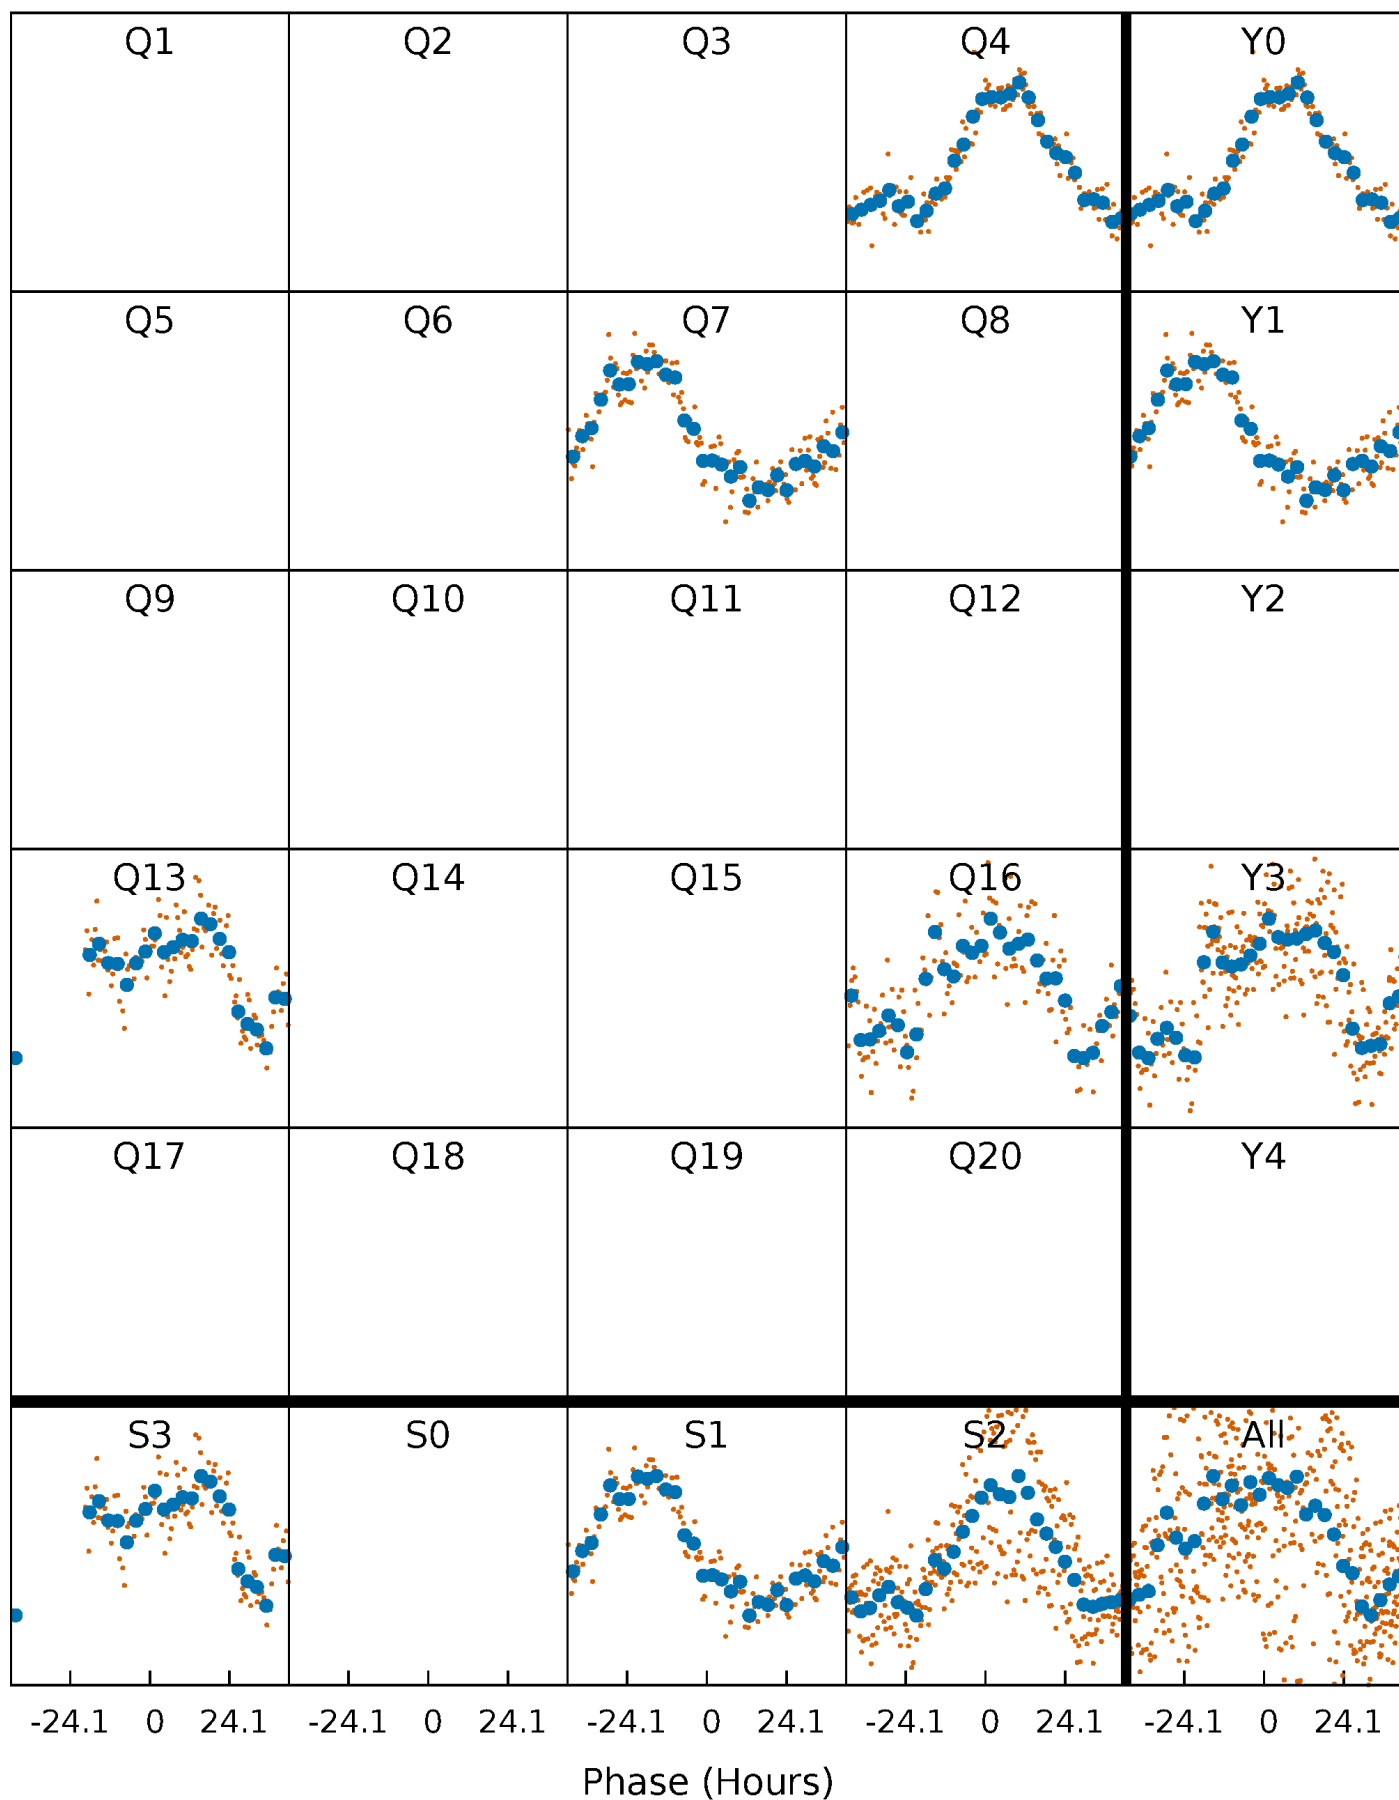 Q1 Q2 Q3 Q4 Y0
Q5 Q6 Q7 Q8 Y1
Q9 Q10 Q11 Q12 Y2
Q13 Q14 Q15 Q16 Y3
Q17 Q18 Q19 Q20 Y4
S3 S0 S1 S2 All
-24.1 0 24.1 -24.1 0 24.1 -24.1 0 24.1 -24.1 0 24.1 -24.1 0 24.1
Phase (Hours)